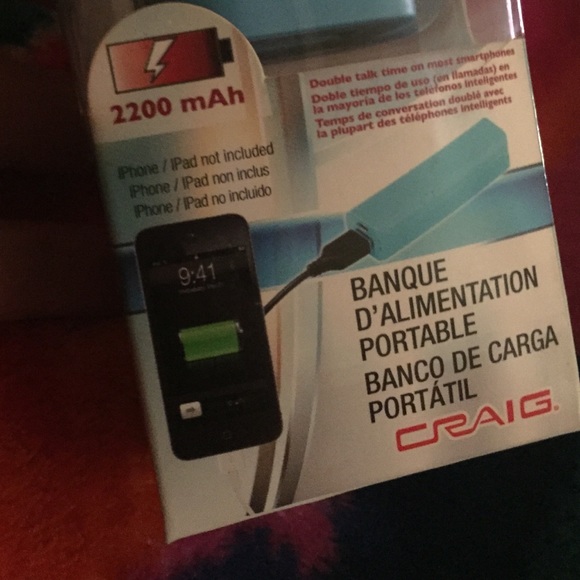 2200 mAh
Double talk time on most smartphones
Doble tiempo de uso (en llamadas) en
la mayoría de los teléfonos inteligentes
Temps de conversation doublé avec
la plupart des téléphones intelligents
iPhone / iPad not included
iPhone / iPad non inclus
iPhone / iPad no incluido
9:41
BANQUE
D'ALIMENTATION
PORTABLE
BANCO DE CARGA
PORTÁTIL
CRAIG®